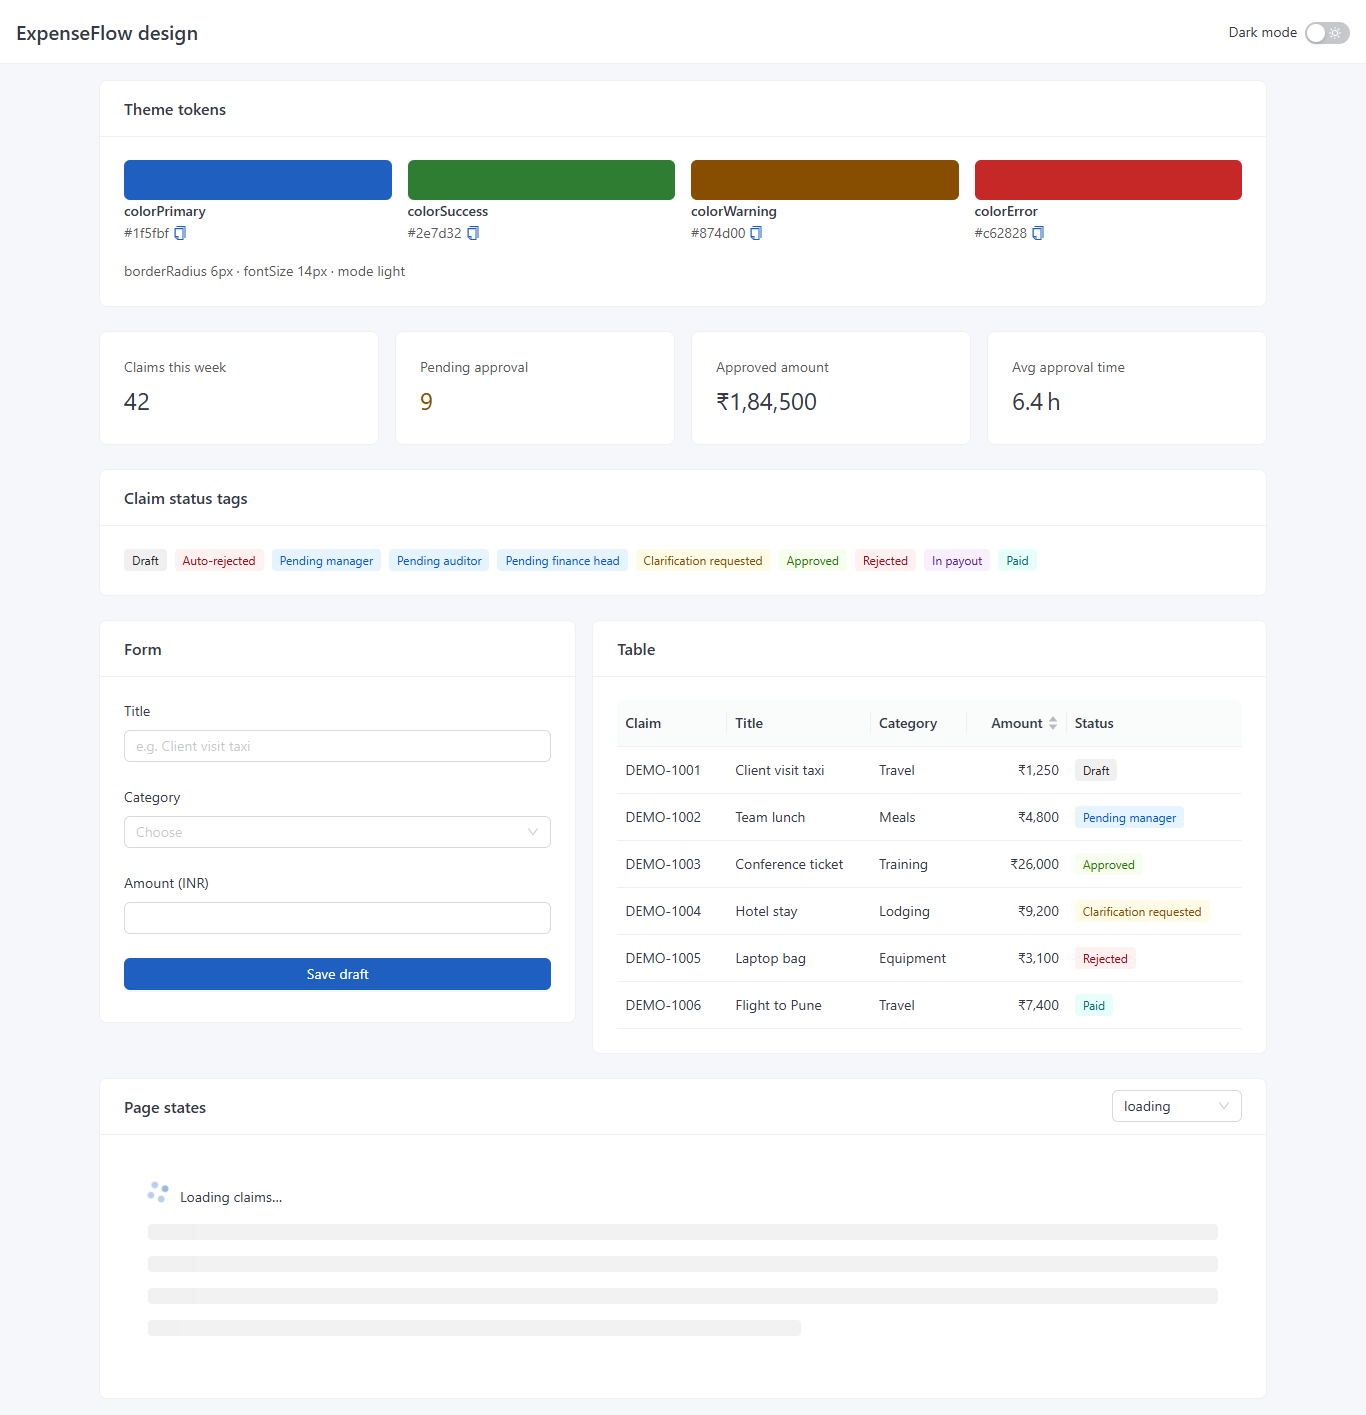 ExpenseFlow design
Dark mode
Theme tokens
colorPrimary
#1f5fbf
colorSuccess
#2e7d32
colorWarning
#874d00
colorError
#c62828
borderRadius 6px · fontSize 14px · mode light
Claims this week
42
Pending approval
9
Approved amount
₹1,84,500
Avg approval time
6.4 h
Claim status tags
Draft Auto-rejected Pending manager Pending auditor Pending finance head Clarification requested Approved Rejected In payout Paid
Form
Title
e.g. Client visit taxi
Category
Choose
Amount (INR)
Save draft
Table
Claim Title Category Amount Status
DEMO-1001 Client visit taxi Travel ₹1,250 Draft
DEMO-1002 Team lunch Meals ₹4,800 Pending manager
DEMO-1003 Conference ticket Training ₹26,000 Approved
DEMO-1004 Hotel stay Lodging ₹9,200 Clarification requested
DEMO-1005 Laptop bag Equipment ₹3,100 Rejected
DEMO-1006 Flight to Pune Travel ₹7,400 Paid
Page states
loading
Loading claims...